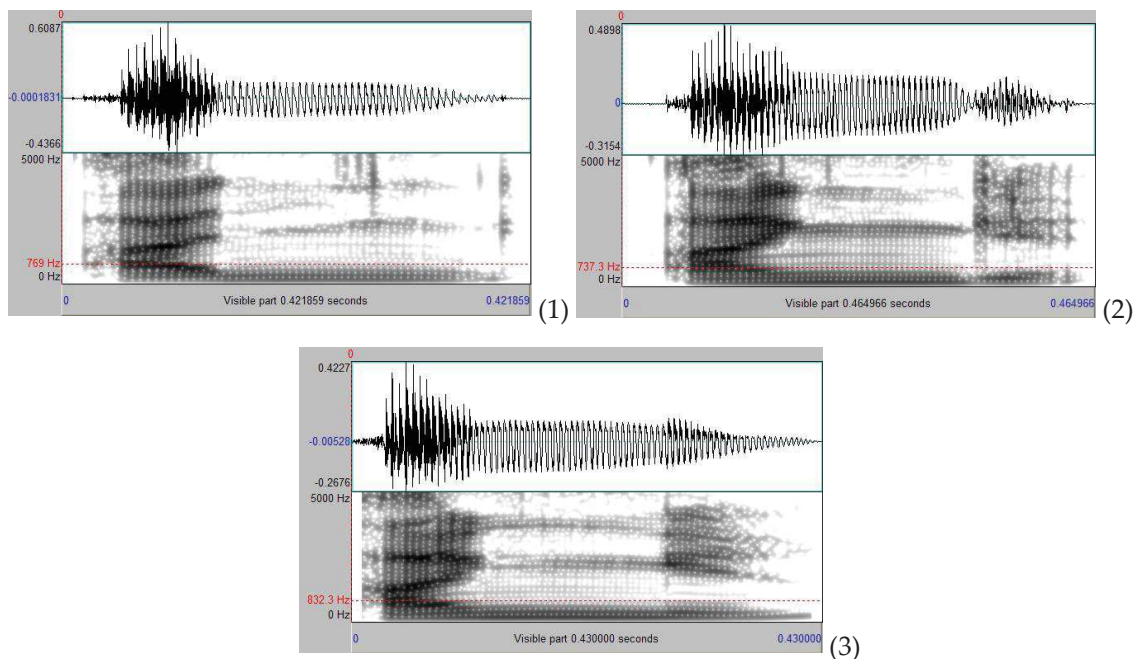 0
0.6087
-0.0001831
-0.4366
5000 Hz
769 Hz
0 Hz
0 Visible part 0.421859 seconds 0.421859
(1)
0
0.4898
0
-0.3154
5000 Hz
737.3 Hz
0 Hz
0 Visible part 0.464966 seconds 0.464966
(2)
0
0.4227
-0.00528
-0.2676
5000 Hz
832.3 Hz
0 Hz
0 Visible part 0.430000 seconds 0.430000
(3)